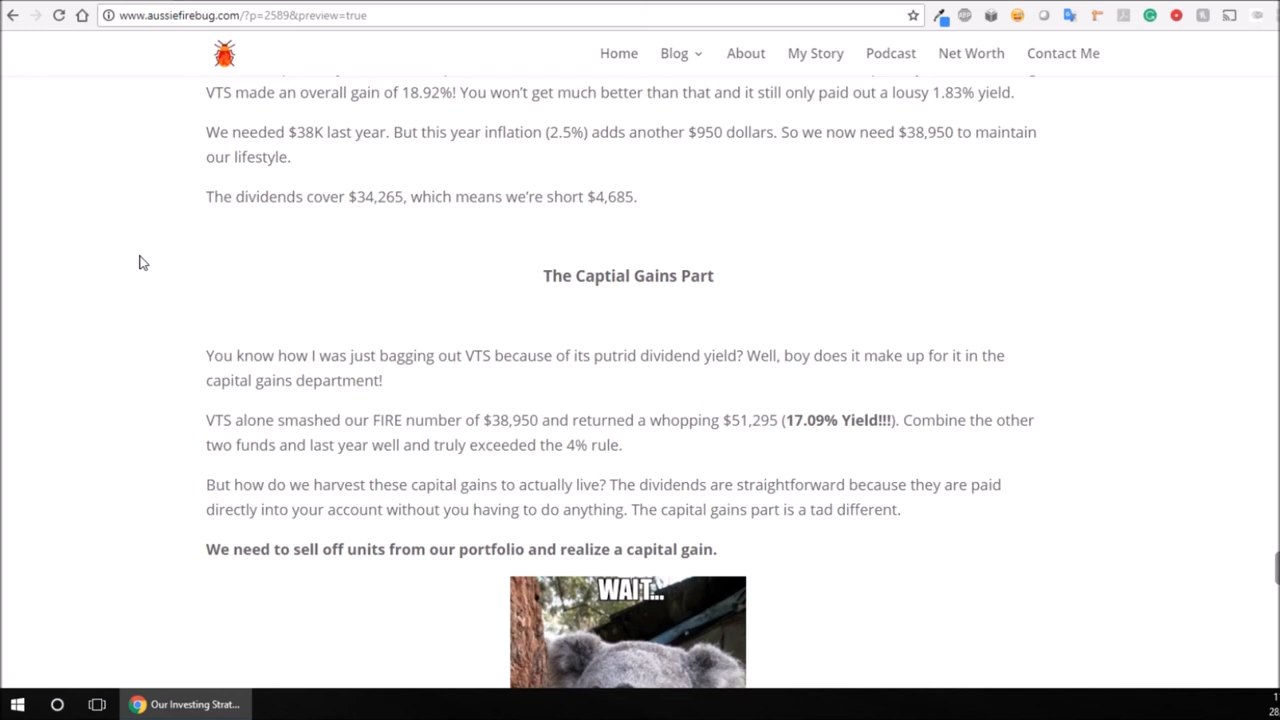 www.aussiefirebug.com/?p=2589&preview=true
Home Blog About My Story Podcast Net Worth Contact Me
VTS made an overall gain of 18.92%! You won't get much better than that and it still only paid out a lousy 1.83% yield.
We needed $38K last year. But this year inflation (2.5%) adds another $950 dollars. So we now need $38,950 to maintain
our lifestyle.
The dividends cover $34,265, which means we're short $4,685.
The Captial Gains Part
You know how I was just bagging out VTS because of its putrid dividend yield? Well, boy does it make up for it in the
capital gains department!
VTS alone smashed our FIRE number of $38,950 and returned a whopping $51,295 (17.09% Yield!!!). Combine the other
two funds and last year well and truly exceeded the 4% rule.
But how do we harvest these capital gains to actually live? The dividends are straightforward because they are paid
directly into your account without you having to do anything. The capital gains part is a tad different.
We need to sell off units from our portfolio and realize a capital gain.
WAIT...
Our Investing Strat...